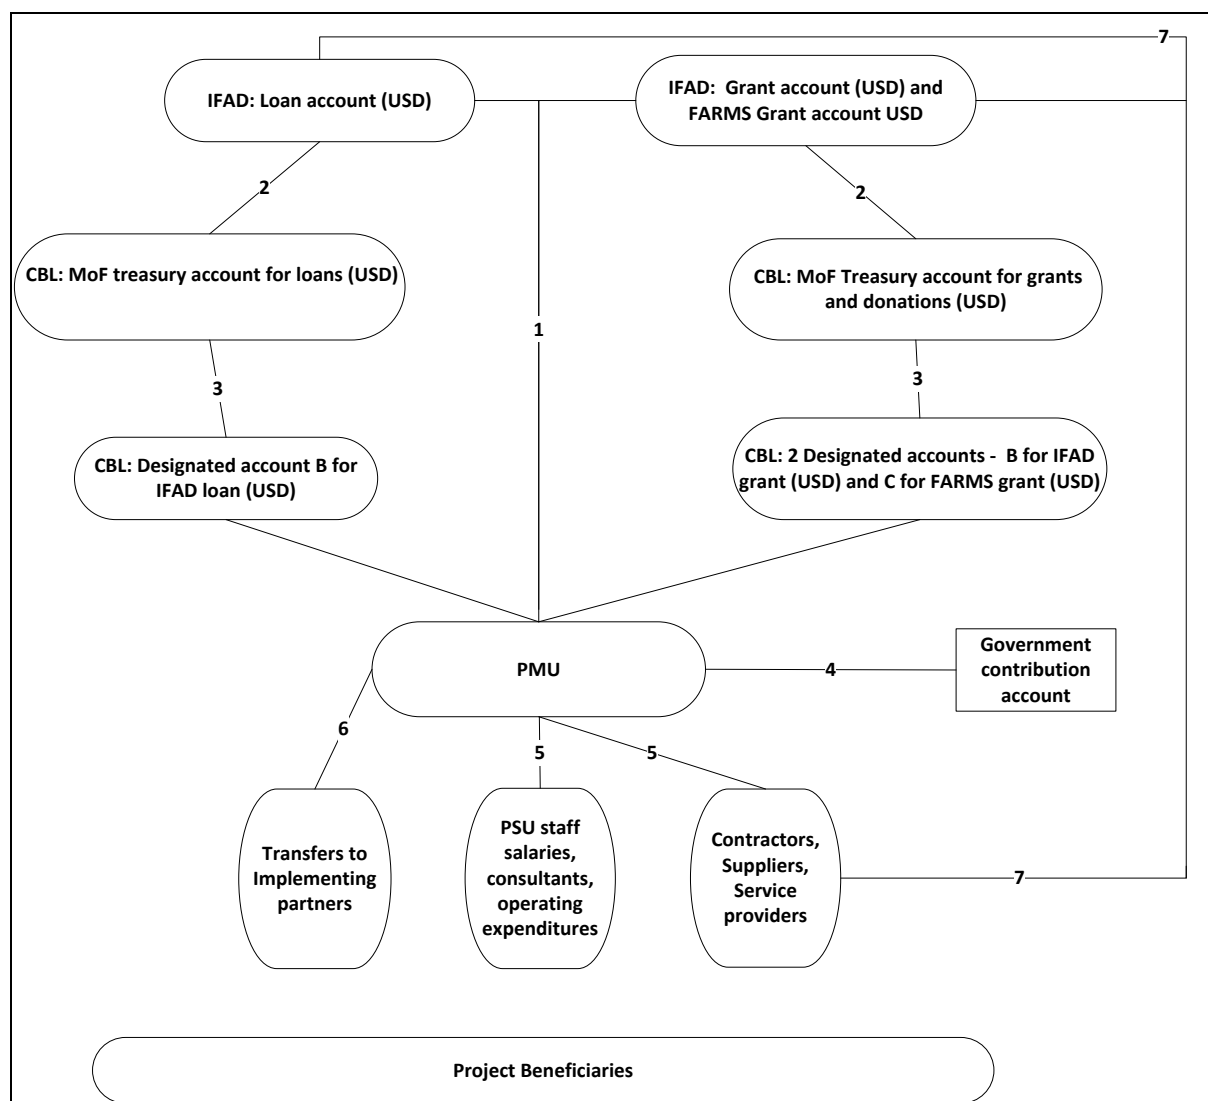 7
IFAD: Loan account (USD)
IFAD:  Grant account (USD) and
FARMS Grant account USD
2
2
CBL: MoF treasury account for loans (USD)
CBL: MoF Treasury account for grants
and donations (USD)
1
3
3
CBL: Designated account B for
IFAD loan (USD)
CBL: 2 Designated accounts -  B for IFAD
grant (USD) and C for FARMS grant (USD)
PMU
4
Government
contribution
account
6
5
5
Transfers to
Implementing
partners
PSU staff
salaries,
consultants,
operating
expenditures
Contractors,
Suppliers,
Service
providers
7
Project Beneficiaries